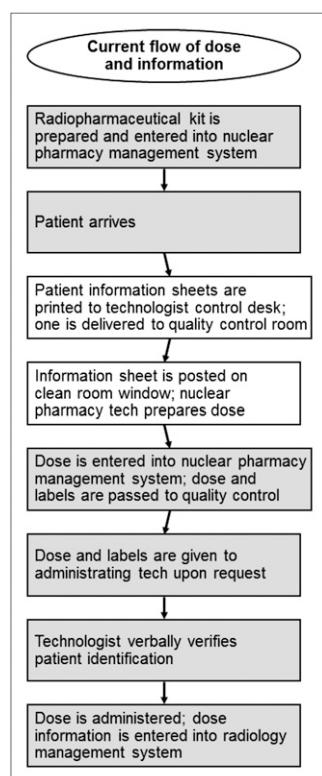 Current flow of dose
and information
Radiopharmaceutical kit is
prepared and entered into nuclear
pharmacy management system
Patient arrives
Patient information sheets are
printed to technologist control desk;
one is delivered to quality control room
Information sheet is posted on
clean room window; nuclear
pharmacy tech prepares dose
Dose is entered into nuclear pharmacy
management system; dose and
labels are passed to quality control
Dose and labels are given to
administrating tech upon request
Technologist verbally verifies
patient identification
Dose is administered; dose
information is entered into radiology
management system